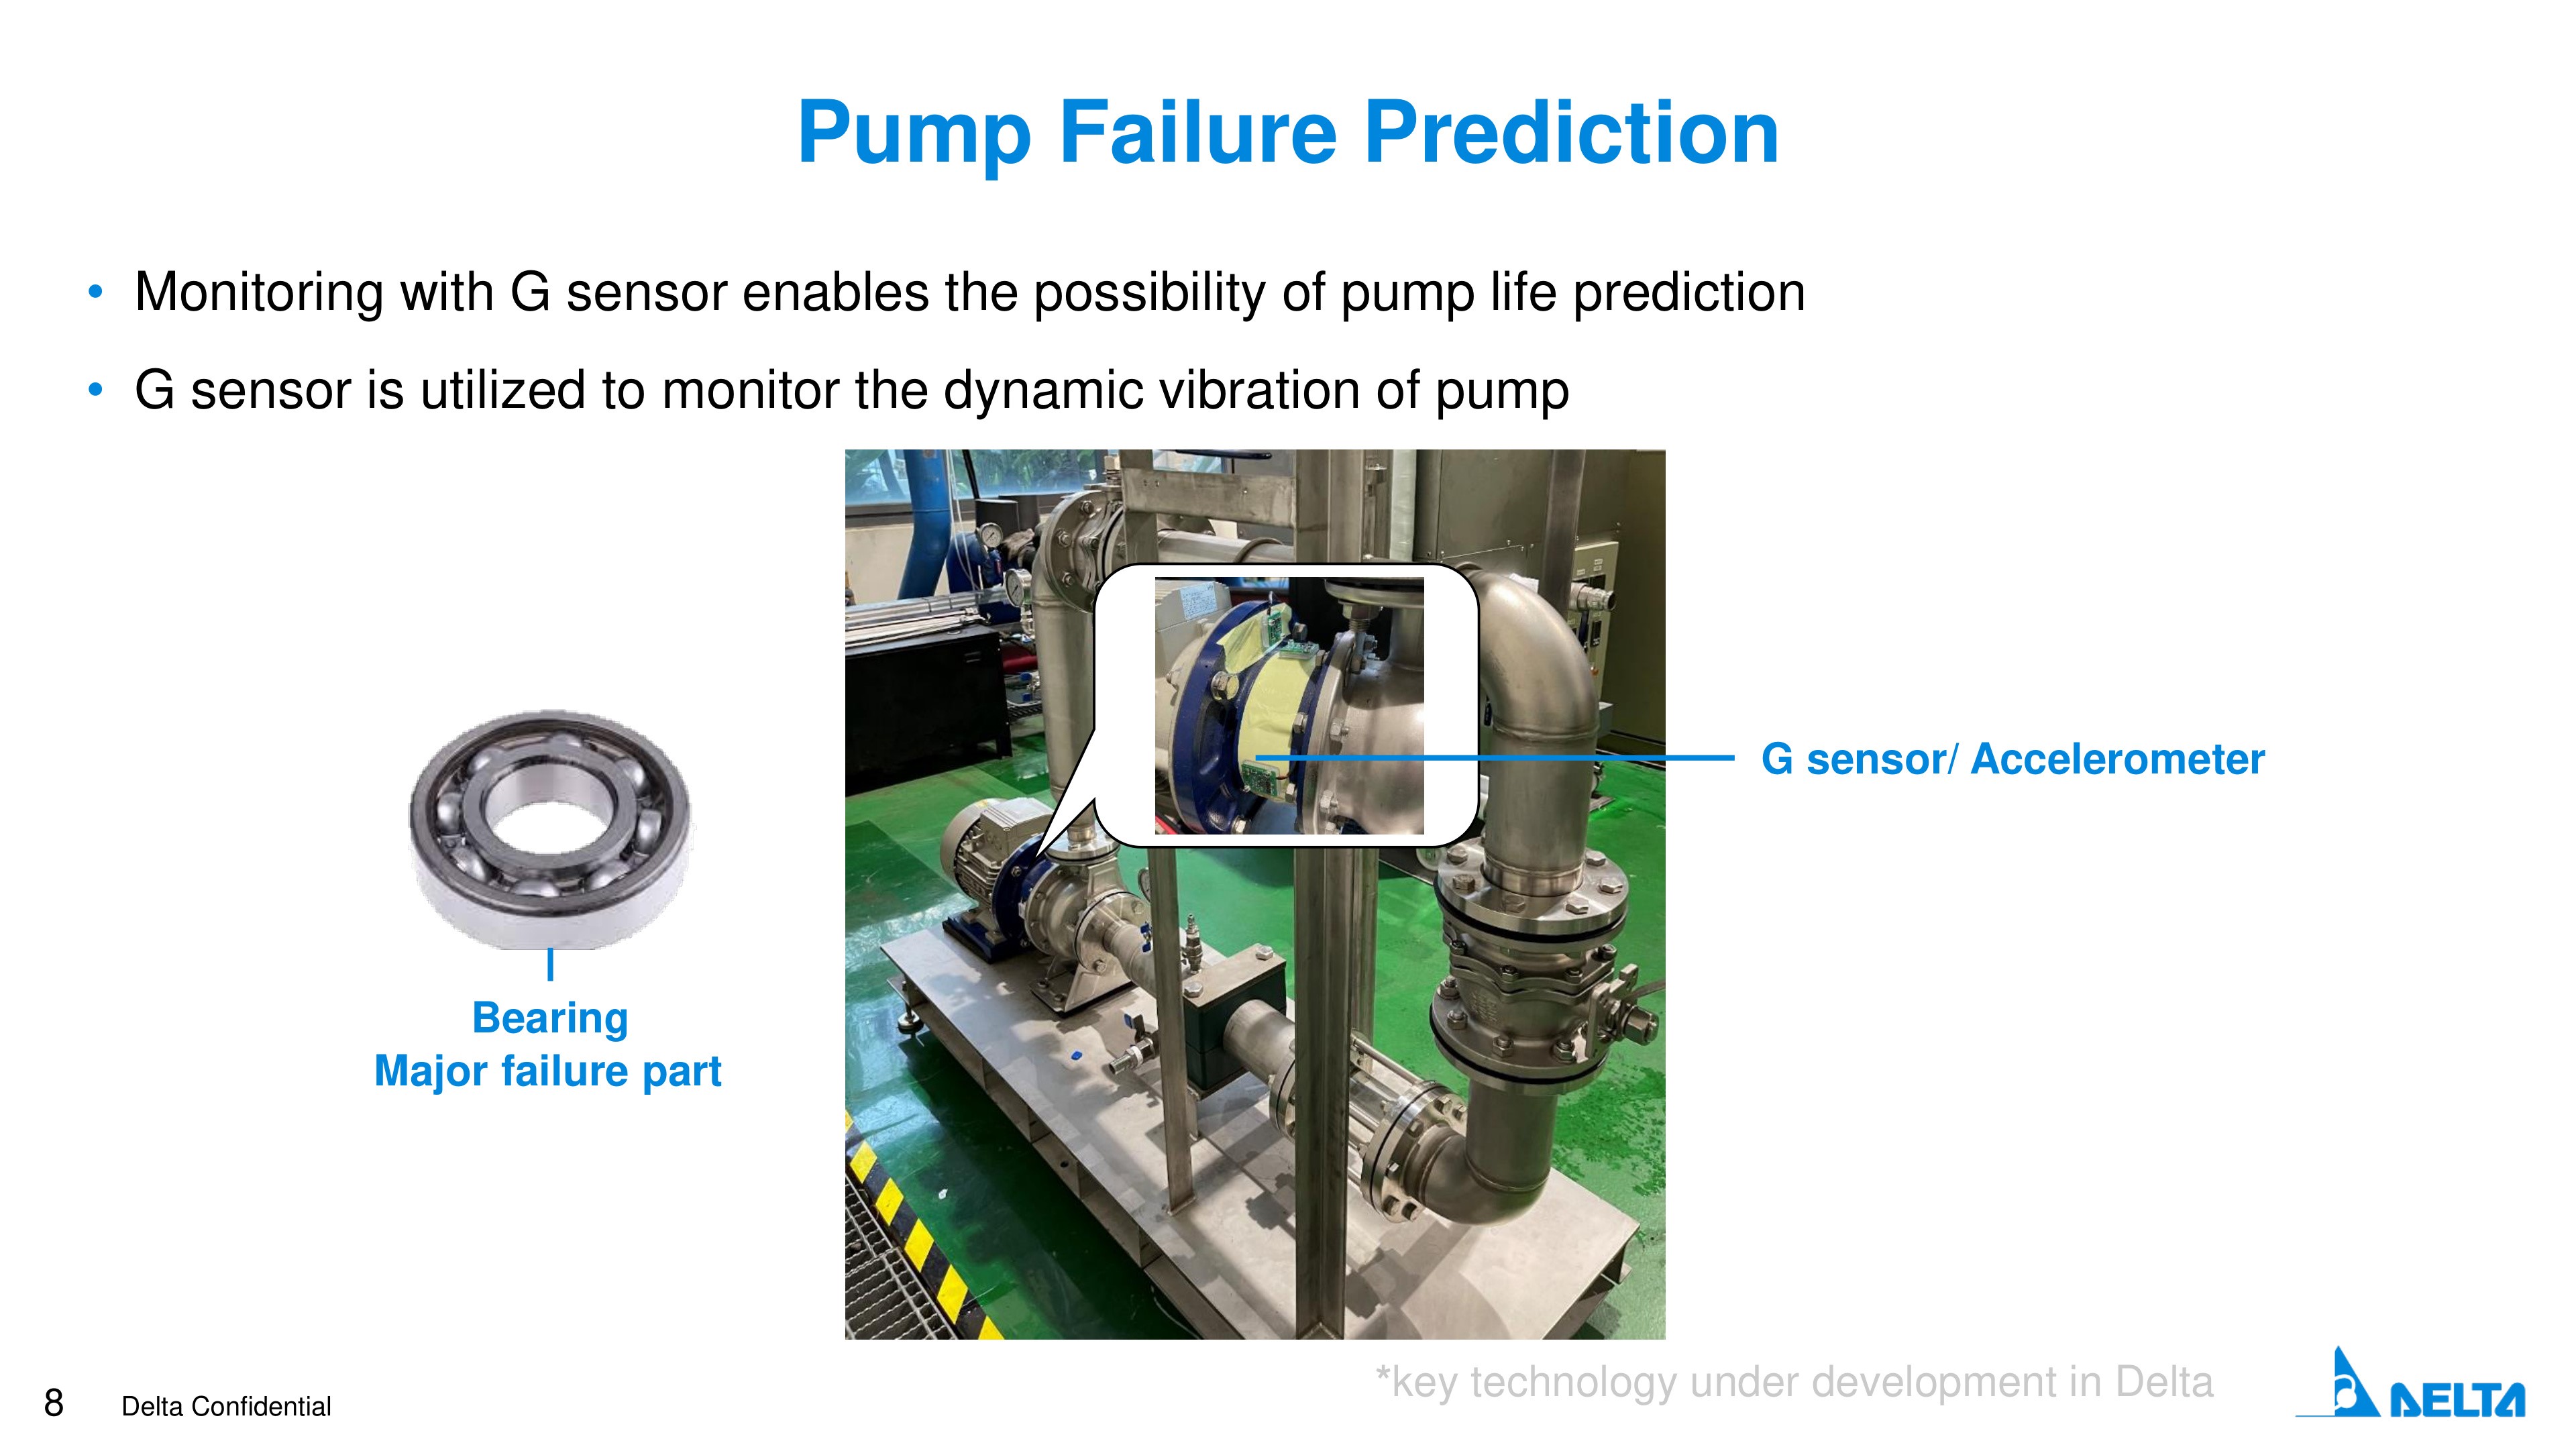 Pump Failure Prediction
• Monitoring with G sensor enables the possibility of pump life prediction
• G sensor is utilized to monitor the dynamic vibration of pump
G sensor/ Accelerometer
Bearing
Major failure part
*key technology under development in Delta
8
Delta Confidential
DELTA